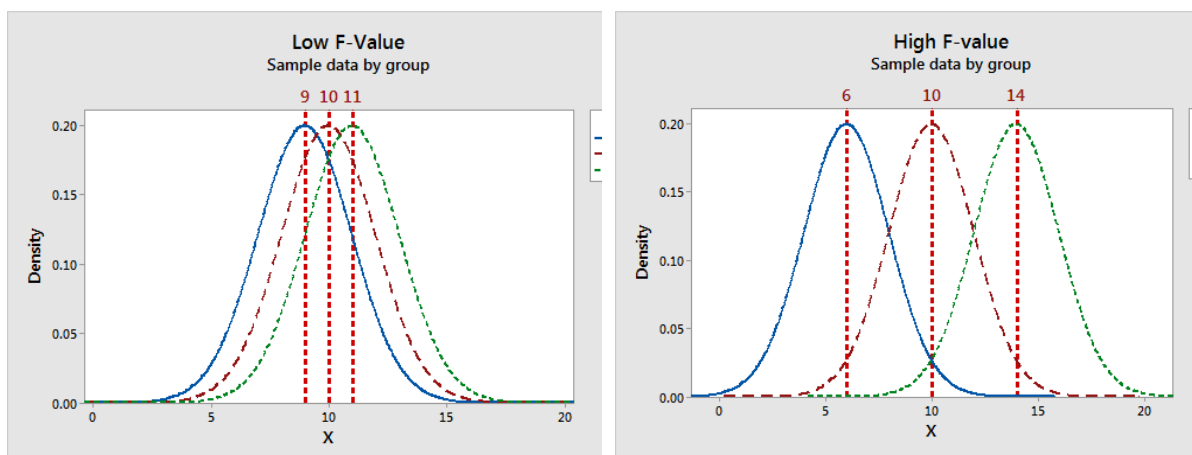 Low F-Value
Sample data by group
9 10 11
0.20
0.15
0.10
0.05
0.00
Density
0 5 10 15 20
X
High F-value
Sample data by group
6 10 14
0.20
0.15
0.10
0.05
0.00
Density
0 5 10 15 20
X